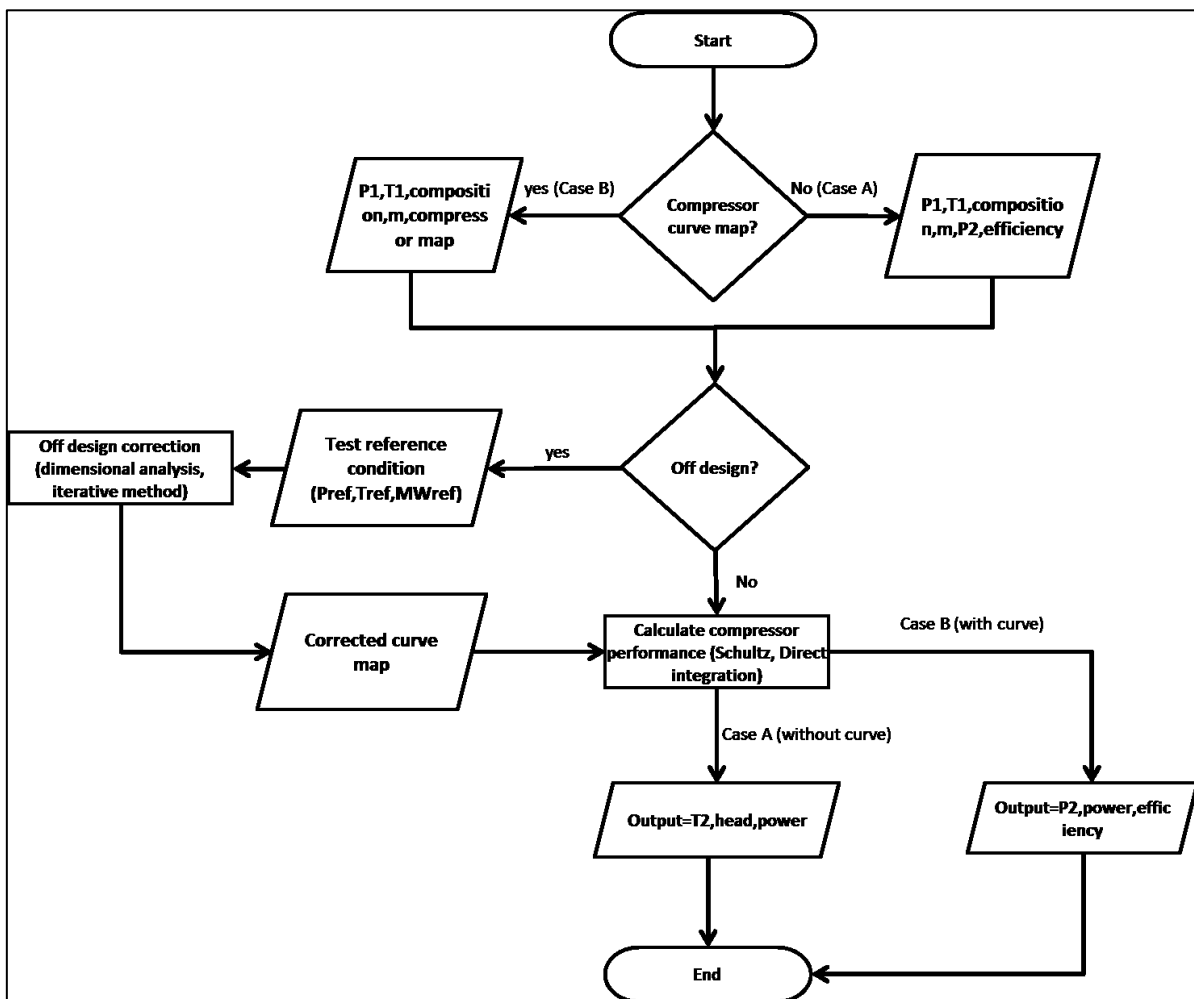 Start
yes (Case B)
No (Case A)
P1,T1,compositi
on,m,compress
or map
Compressor
curve map?
P1,T1,compositio
n,m,P2,efficiency
Off design correction
(dimensional analysis,
iterative method)
Test reference
condition
(Pref,Tref,MWref)
yes
Off design?
No
Corrected curve
map
Calculate compressor
performance (Schultz, Direct
integration)
Case B (with curve)
Case A (without curve)
Output=T2,head,power
Output=P2,power,effic
iency
End